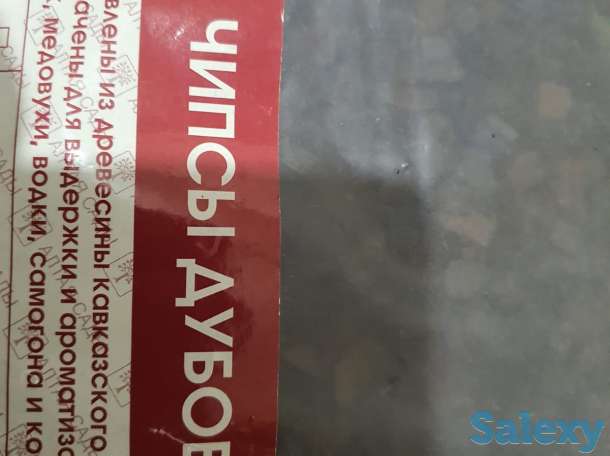 ЧИПСЫ ДУБОВ
влены из древесины кавказского
ачены для выдержки и ароматиза
, медовухи, водки, самогона и ко
Salexy